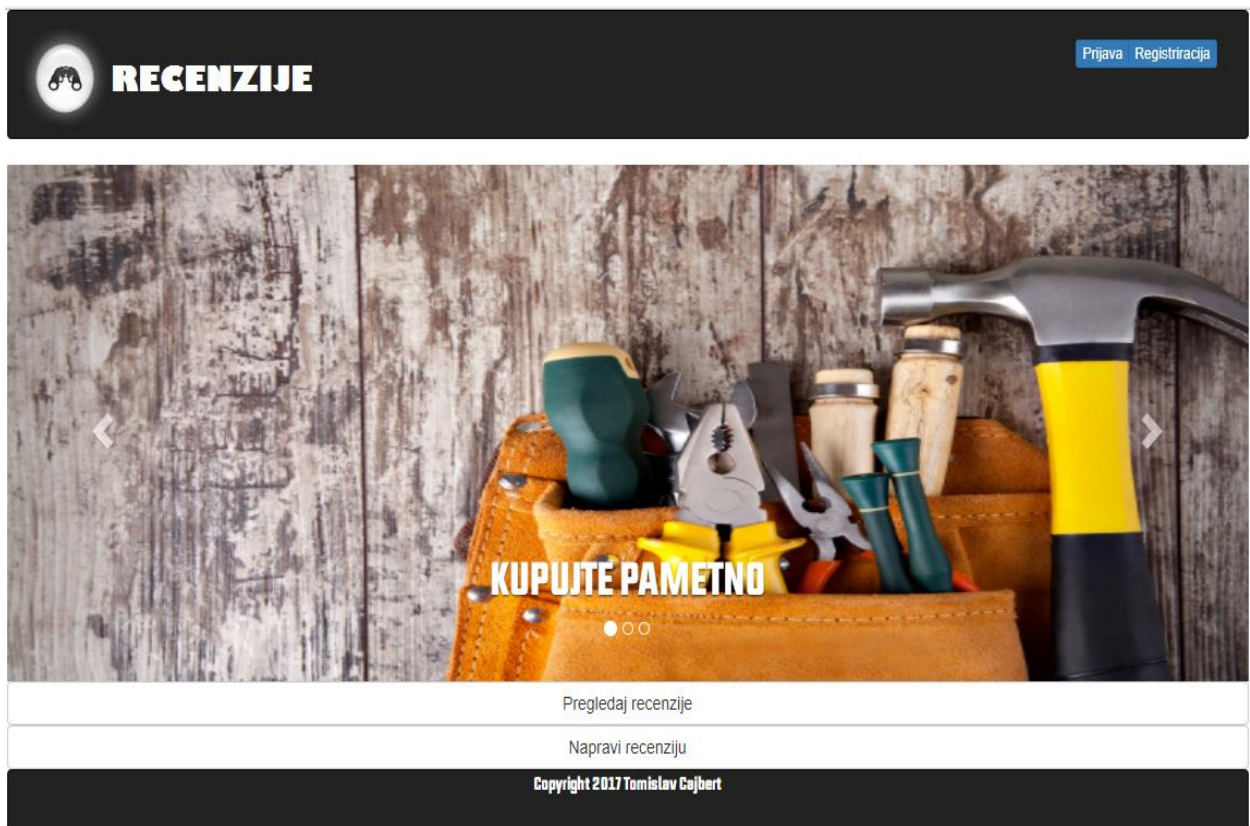 RECENZIJE
Prijava Registriracija
KUPUJTE PAMETNO
Pregledaj recenzije
Napravi recenziju
Copyright 2017 Tomislav Cajbert